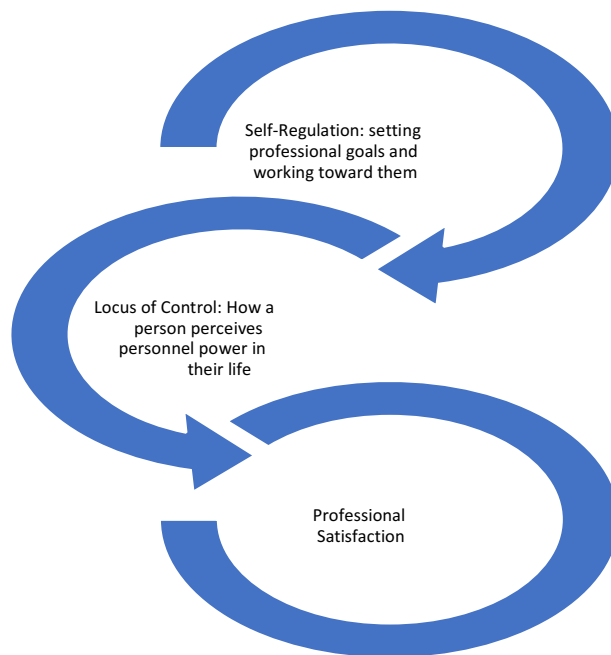 Self-Regulation: setting
professional goals and
working toward them
Locus of Control: How a
person perceives
personnel power in
their life
Professional
Satisfaction